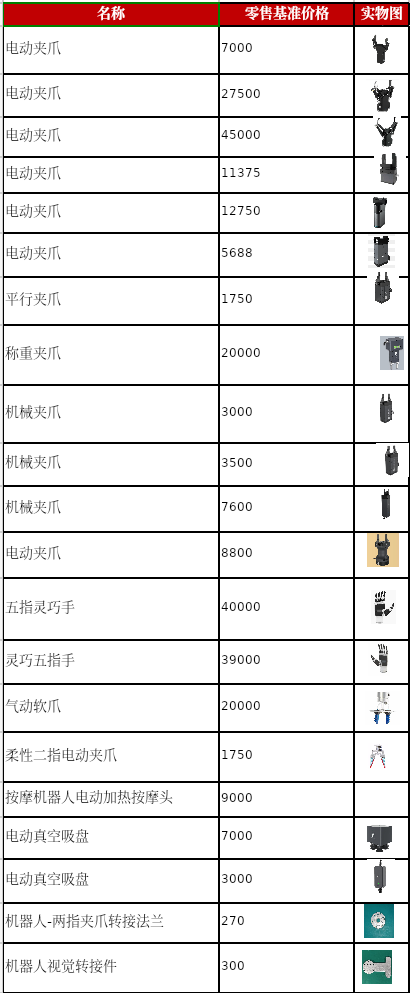 名称 零售基准价格 实物图
电动夹爪 7000
电动夹爪 27500
电动夹爪 45000
电动夹爪 11375
电动夹爪 12750
电动夹爪 5688
平行夹爪 1750
称重夹爪 20000
机械夹爪 3000
机械夹爪 3500
机械夹爪 7600
电动夹爪 8800
五指灵巧手 40000
灵巧五指手 39000
气动软爪 20000
柔性二指电动夹爪 1750
按摩机器人电动加热按摩头 9000
电动真空吸盘 7000
电动真空吸盘 3000
机器人-两指夹爪转接法兰 270
机器人视觉转接件 300